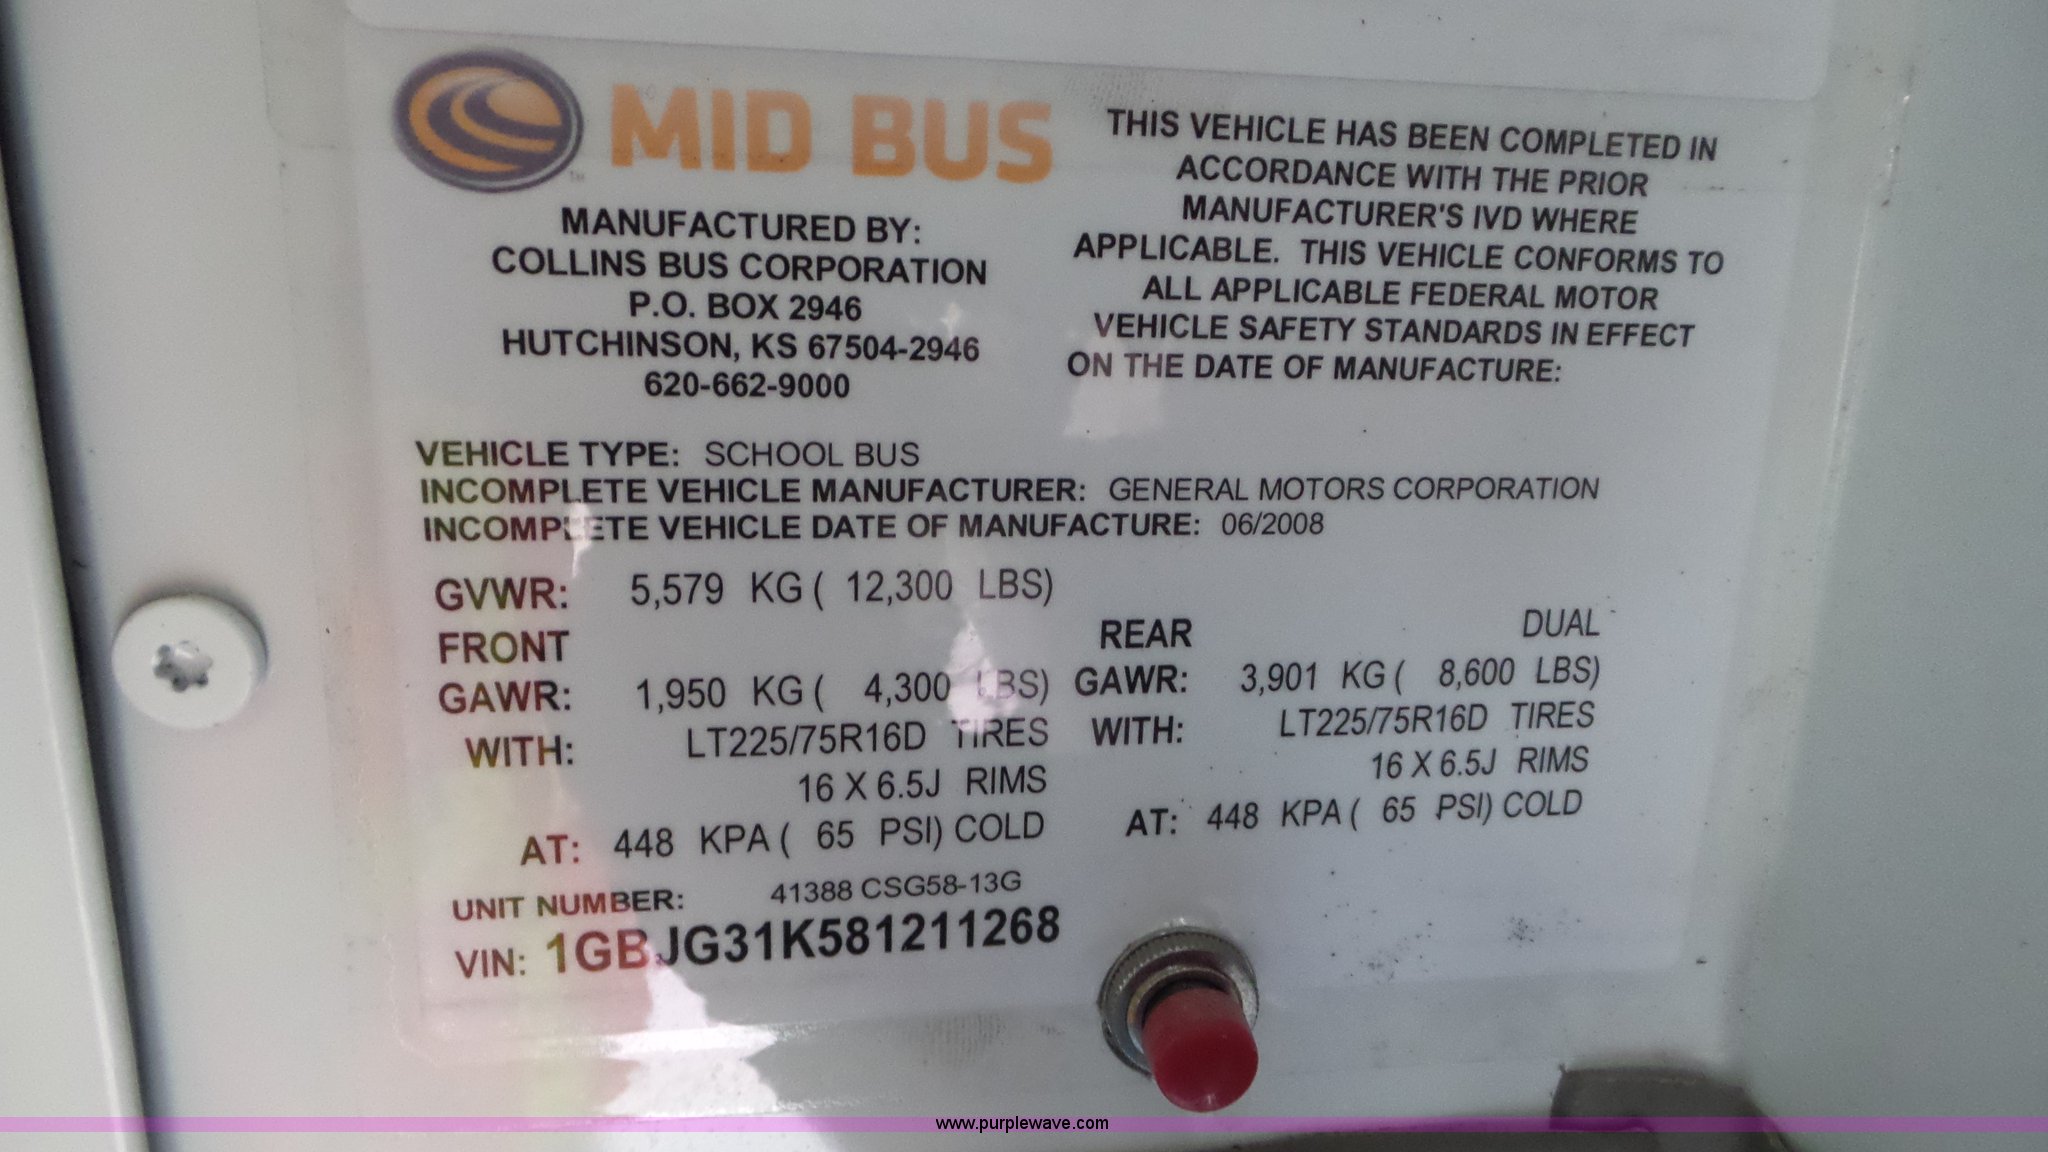 MID BUS
TM
MANUFACTURED BY:
COLLINS BUS CORPORATION
P.O. BOX 2946
HUTCHINSON, KS 67504-2946
620-662-9000
THIS VEHICLE HAS BEEN COMPLETED IN
ACCORDANCE WITH THE PRIOR
MANUFACTURER'S IVD WHERE
APPLICABLE. THIS VEHICLE CONFORMS TO
ALL APPLICABLE FEDERAL MOTOR
VEHICLE SAFETY STANDARDS IN EFFECT
ON THE DATE OF MANUFACTURE:
VEHICLE TYPE: SCHOOL BUS
INCOMPLETE VEHICLE MANUFACTURER: GENERAL MOTORS CORPORATION
INCOMPLETE VEHICLE DATE OF MANUFACTURE: 06/2008
GVWR: 5,579 KG ( 12,300 LBS)
FRONT
GAWR: 1,950 KG ( 4,300 LBS)
WITH: LT225/75R16D TIRES
16 X 6.5J RIMS
AT: 448 KPA ( 65 PSI) COLD
REAR DUAL
GAWR: 3,901 KG ( 8,600 LBS)
WITH: LT225/75R16D TIRES
16 X 6.5J RIMS
AT: 448 KPA ( 65 PSI) COLD
UNIT NUMBER: 41388 CSG58-13G
VIN: 1GBJG31K581211268
www.purplewave.com